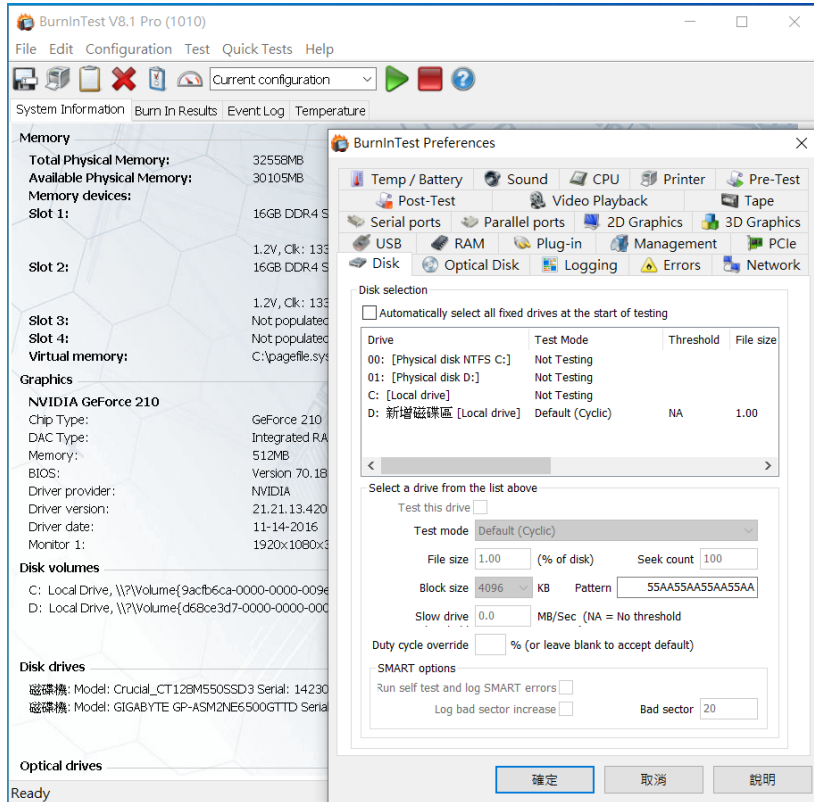 BurnInTest V8.1 Pro (1010)
File Edit Configuration Test Quick Tests Help
Current configuration
System Information Burn In Results Event Log Temperature
Memory
Total Physical Memory: 32558MB
Available Physical Memory: 30105MB
Memory devices:
Slot 1: 16GB DDR4 S
1.2V, Clk: 133
Slot 2: 16GB DDR4 S
1.2V, Clk: 133
Slot 3: Not populated
Slot 4: Not populated
Virtual memory: C:\pagefile.sys
Graphics
NVIDIA GeForce 210
Chip Type: GeForce 210
DAC Type: Integrated RA
Memory: 512MB
BIOS: Version 70.18
Driver provider: NVIDIA
Driver version: 21.21.13.420
Driver date: 11-14-2016
Monitor 1: 1920x1080x3
Disk volumes
C: Local Drive, \\?\Volume{9acfb6ca-0000-0000-009e
D: Local Drive, \\?\Volume{d68ce3d7-0000-0000-000
Disk drives
磁碟機: Model: Crucial_CT128M550SSD3 Serial: 14230
磁碟機: Model: GIGABYTE GP-ASM2NE6500GTTD Seria
Optical drives
Ready
BurnInTest Preferences
Temp / Battery Sound CPU Printer Pre-Test
Post-Test Video Playback Tape
Serial ports Parallel ports 2D Graphics 3D Graphics
USB RAM Plug-in Management PCIe
Disk Optical Disk Logging Errors Network
Disk selection
Automatically select all fixed drives at the start of testing
Drive Test Mode Threshold File size
00: [Physical disk NTFS C:] Not Testing
01: [Physical disk D:] Not Testing
C: [Local drive] Not Testing
D: 新增磁碟區 [Local drive] Default (Cyclic) NA 1.00
Select a drive from the list above
Test this drive
Test mode Default (Cyclic)
File size 1.00 (% of disk) Seek count 100
Block size 4096 KB Pattern 55AA55AA55AA55AA
Slow drive 0.0 MB/Sec (NA = No threshold
Duty cycle override % (or leave blank to accept default)
SMART options
Run self test and log SMART errors
Log bad sector increase Bad sector 20
確定 取消 說明